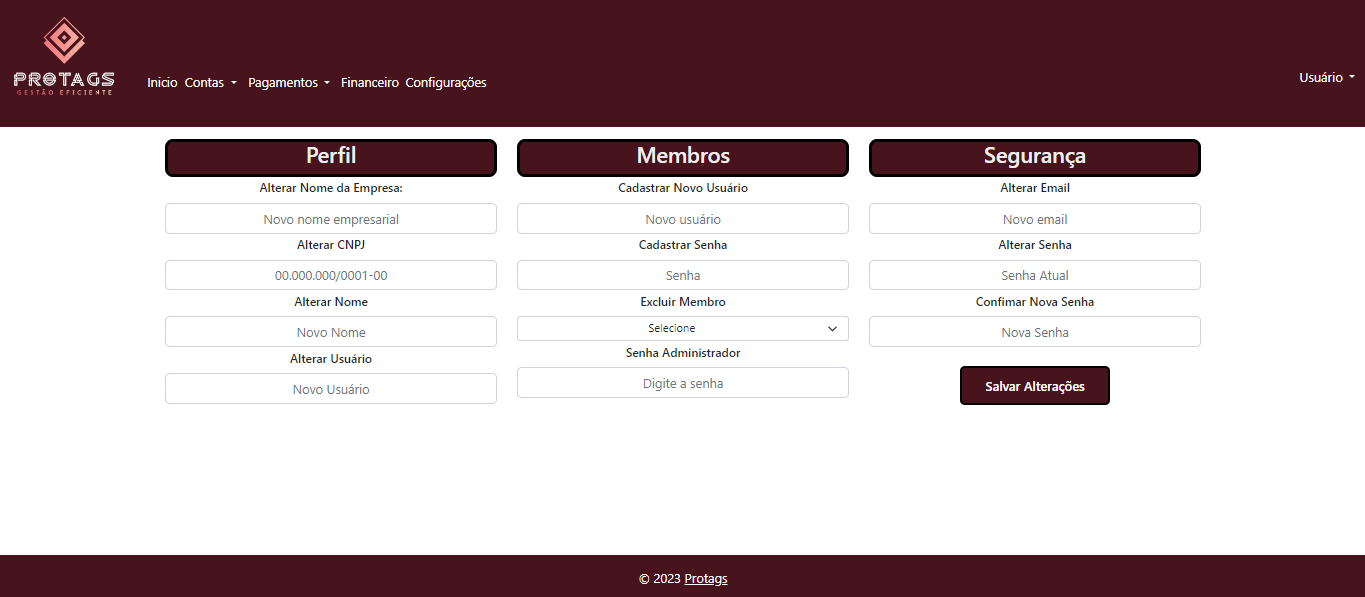 PROTAGS
GESTÃO EFICIENTE
Inicio Contas Pagamentos Financeiro Configurações
Usuário
Perfil
Alterar Nome da Empresa:
Novo nome empresarial
Alterar CNPJ
00.000.000/0001-00
Alterar Nome
Novo Nome
Alterar Usuário
Novo Usuário
Membros
Cadastrar Novo Usuário
Novo usuário
Cadastrar Senha
Senha
Excluir Membro
Selecione
Senha Administrador
Digite a senha
Segurança
Alterar Email
Novo email
Alterar Senha
Senha Atual
Confimar Nova Senha
Nova Senha
Salvar Alterações
© 2023 Protags